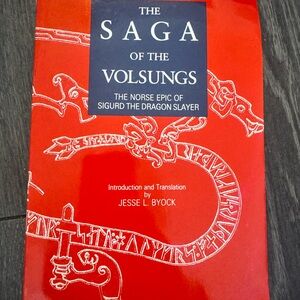 THE
SAGA
OF THE
VOLSUNGS
THE NORSE EPIC OF
SIGURD THE DRAGON SLAYER
Introduction and Translation
by
JESSE L. BYOCK